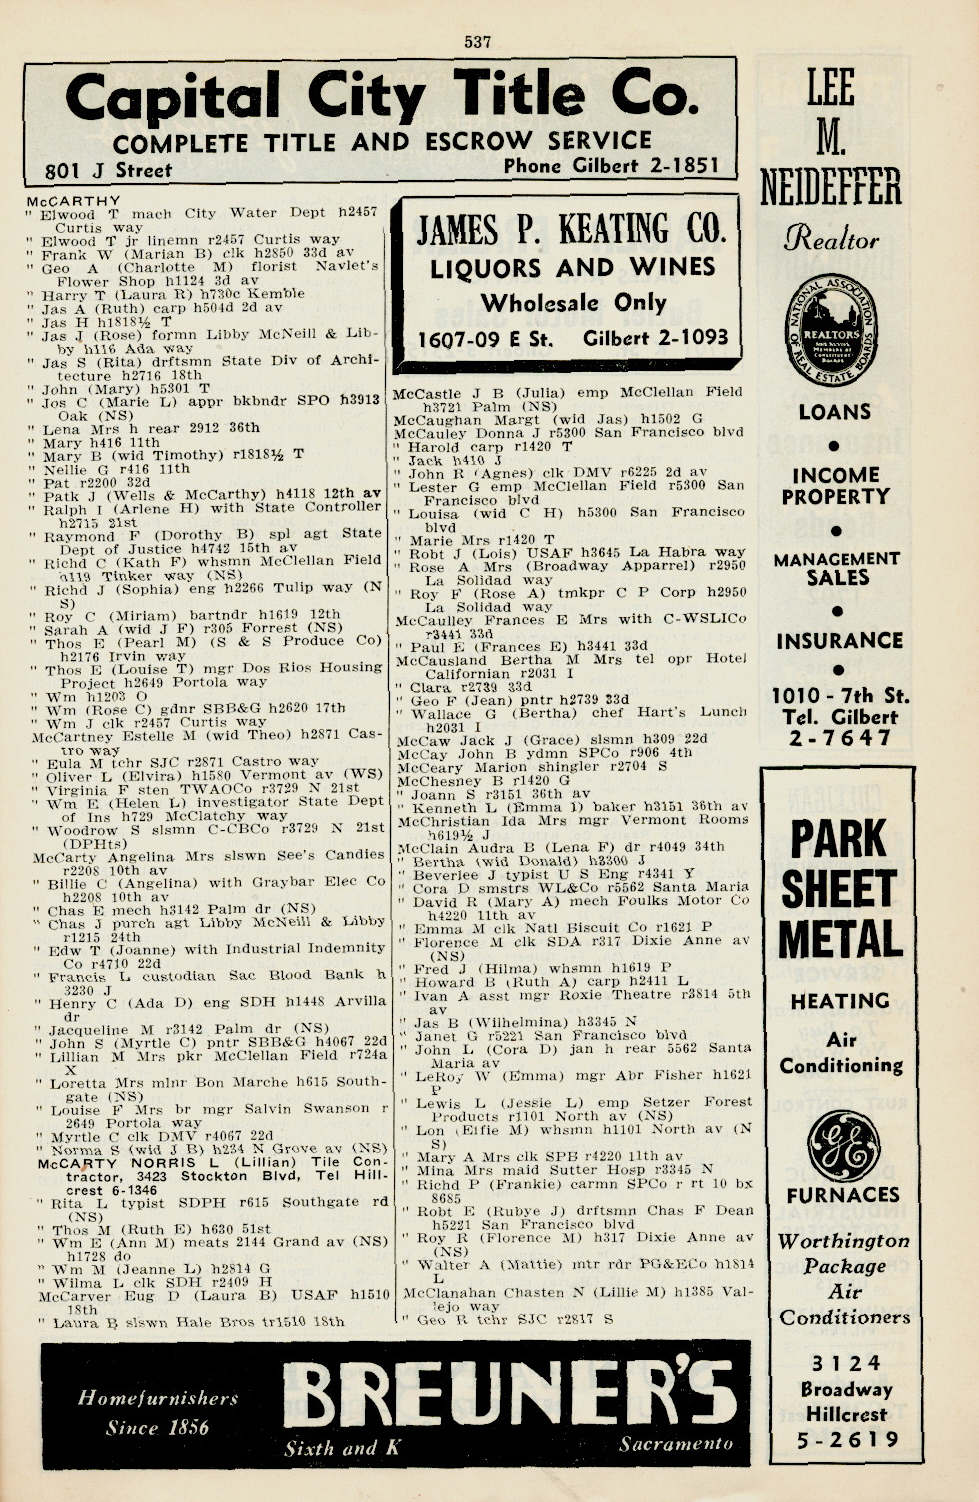 537
Capital City Title Co.
COMPLETE TITLE AND ESCROW SERVICE
801 J Street
Phone Gilbert 2-1851
McCARTHY
" Elwood T mach City Water Dept h2457
Curtis way
" Elwood T jr linemn r2457 Curtis way
" Frank W (Marian B) clk h2850 33d av
" Geo A (Charlotte M) florist Navlet's
Flower Shop h1124 3d av
" Harry T (Laura R) h730c Kemble
" Jas A (Ruth) carp h504d 2d av
" Jas H h1818½ T
" Jas J (Rose) formn Libby McNeill & Lib-
by h116 Ada way
" Jas S (Rita) drftsmn State Div of Archi-
tecture h2716 18th
" John (Mary) h5301 T
" Jos C (Marie L) appr bkbndr SPO h3913
Oak (NS)
" Lena Mrs h rear 2912 36th
" Mary h416 11th
" Mary B (wid Timothy) r1818½ T
" Nellie G r416 11th
" Pat r2200 32d
" Patk J (Wells & McCarthy) h4118 12th av
" Ralph I (Arlene H) with State Controller
h2715 21st
" Raymond F (Dorothy B) spl agt State
Dept of Justice h4742 15th av
" Richd C (Kath F) whsmn McClellan Field
h119 Tinker way (NS)
" Richd J (Sophia) eng h2266 Tulip way (N
S)
" Roy C (Miriam) bartndr h1619 12th
" Sarah A (wid J F) r305 Forrest (NS)
" Thos E (Pearl M) (S & S Produce Co)
h2176 Irvin way
" Thos E (Louise T) mgr Dos Rios Housing
Project h2649 Portola way
" Wm h1203 O
" Wm (Rose C) gdnr SBB&G h2620 17th
" Wm J clk r2457 Curtis way
McCartney Estelle M (wid Theo) h2871 Cas-
tro way
" Eula M tchr SJC r2871 Castro way
" Oliver L (Elvira) h1580 Vermont av (WS)
" Virginia F sten TWAOCo r3729 N 21st
" Wm E (Helen L) investigator State Dept
of Ins h729 McClatchy way
" Woodrow S slsmn C-CBCo r3729 N 21st
(DPHts)
McCarty Angelina Mrs slswn See's Candies
r2208 10th av
" Billie C (Angelina) with Graybar Elec Co
h2208 10th av
" Chas E mech h3142 Palm dr (NS)
" Chas J purch agt Libby McNeill & Libby
r1215 24th
" Edw T (Joanne) with Industrial Indemnity
Co r4710 22d
" Francis L custodian Sac Blood Bank h
3230 J
" Henry C (Ada D) eng SDH h1448 Arvilla
dr
" Jacqueline M r3142 Palm dr (NS)
" John S (Myrtle C) pntr SBB&G h4067 22d
" Lillian M Mrs pkr McClellan Field r724a
X
" Loretta Mrs mlnr Bon Marche h615 South-
gate (NS)
" Louise F Mrs br mgr Salvin Swanson r
2649 Portola way
" Myrtle C clk DMV r4067 22d
" Norma S (wid J B) h234 N Grove av (NS)
McCARTY NORRIS L (Lillian) Tile Con-
tractor, 3423 Stockton Blvd, Tel Hill-
crest 6-1346
" Rita L typist SDPH r615 Southgate rd
(NS)
" Thos M (Ruth E) h630 51st
" Wm E (Ann M) meats 2144 Grand av (NS)
h1728 do
" Wm M (Jeanne L) h2814 G
" Wilma L clk SDH r2409 H
McCarver Eug D (Laura B) USAF h1510
18th
" Laura B slswn Hale Bros tr1510 18th
JAMES P. KEATING CO.
LIQUORS AND WINES
Wholesale Only
1607-09 E St. Gilbert 2-1093
McCastle J B (Julia) emp McClellan Field
h3721 Palm (NS)
McCaughan Margt (wid Jas) h1502 G
McCauley Donna J r5300 San Francisco blvd
" Harold carp r1420 T
" Jack h410 J
" John R (Agnes) clk DMV r6225 2d av
" Lester G emp McClellan Field r5300 San
Francisco blvd
" Louisa (wid C H) h5300 San Francisco
blvd
" Marie Mrs r1420 T
" Robt J (Lois) USAF h3645 La Habra way
" Rose A Mrs (Broadway Apparrel) r2950
La Solidad way
" Roy F (Rose A) tmkpr C P Corp h2950
La Solidad way
McCaulley Frances E Mrs with C-WSLICo
r3441 33d
" Paul E (Frances E) h3441 33d
McCausland Bertha M Mrs tel opr Hotel
Californian r2031 I
" Clara r2739 33d
" Geo F (Jean) pntr h2739 33d
" Wallace G (Bertha) chef Hart's Lunch
h2031 I
McCaw Jack J (Grace) slsmn h309 22d
McCay John B ydmn SPCo r906 4th
McCeary Marion shingler r2704 S
McChesney B r1420 G
" Joann S r3151 36th av
" Kenneth L (Emma I) baker h3151 36th av
McChristian Ida Mrs mgr Vermont Rooms
h619½ J
McClain Audra B (Lena F) dr r4049 34th
" Bertha (wid Donald) h2300 J
" Beverlee J typist U S Eng r4341 Y
" Cora D smstrs WL&Co r5562 Santa Maria
" David R (Mary A) mech Foulks Motor Co
h4220 11th av
" Emma M clk Natl Biscuit Co r1621 P
" Florence M clk SDA r317 Dixie Anne av
(NS)
" Fred J (Hilma) whsmn h1619 P
" Howard B (Ruth A) carp h2411 L
" Ivan A asst mgr Roxie Theatre r3814 5th
av
" Jas B (Wilhelmina) h3345 N
" Janet G r5221 San Francisco blvd
" John L (Cora D) jan h rear 5562 Santa
Maria av
" LeRoy W (Emma) mgr Abr Fisher h1621
P
" Lewis L (Jessie L) emp Setzer Forest
Products r1101 North av (NS)
" Lon (Elfie M) whsmn h1101 North av (N
S)
" Mary A Mrs clk SPB r4220 11th av
" Mina Mrs maid Sutter Hosp r3345 N
" Richd P (Frankie) carmn SPCo r rt 10 bx
8685
" Robt E (Rubye J) drftsmn Chas F Dean
h5221 San Francisco blvd
" Roy R (Florence M) h317 Dixie Anne av
(NS)
" Walter A (Mattie) mtr rdr PG&ECo h1814
L
McClanahan Chasten N (Lillie M) h1385 Val-
lejo way
" Geo R tchr SJC r2817 S
LEE
M.
NEIDEFFER
Realtor
NATIONAL ASSOCIATION
OF REAL ESTATE BOARDS
REALTORS
LOANS
•
INCOME
PROPERTY
•
MANAGEMENT
SALES
•
INSURANCE
•
1010 - 7th St.
Tel. Gilbert
2-7647
PARK
SHEET
METAL
HEATING
Air
Conditioning
GE
FURNACES
Worthington
Package
Air
Conditioners
3124
Broadway
Hillcrest
5-2619
Homefurnishers
Since 1856
BREUNER'S
Sixth and K
Sacramento